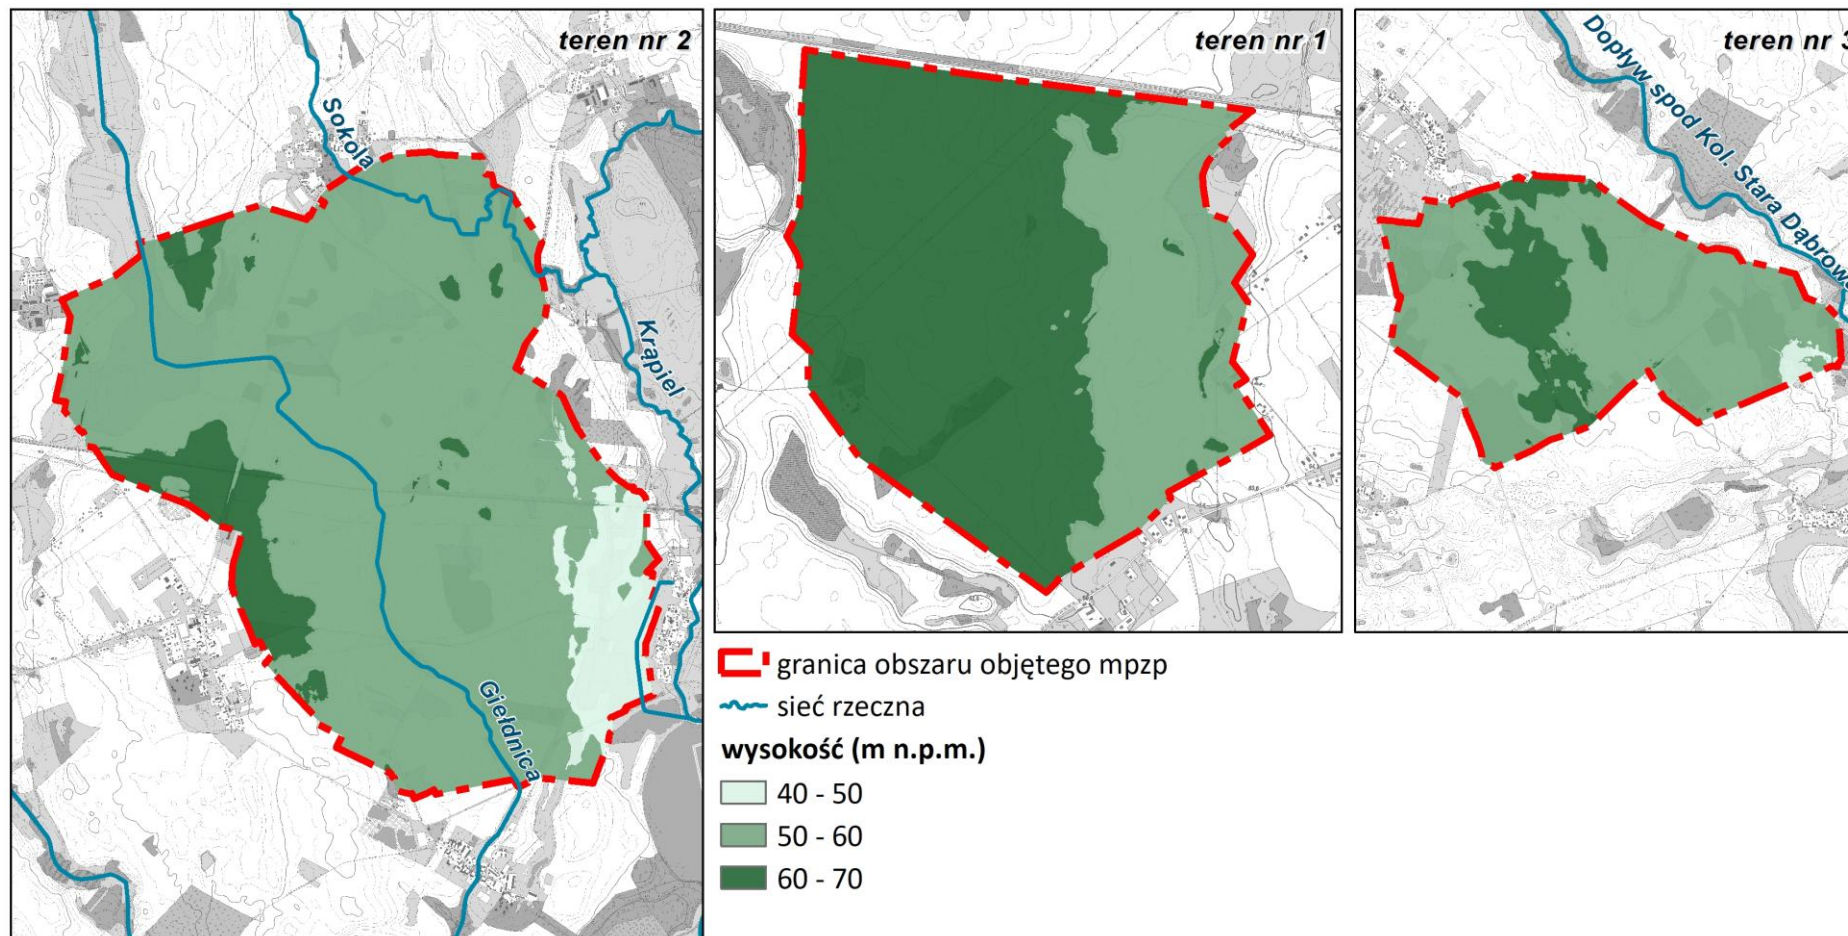 teren nr 2
Sokola
Krąpiel
Giełdnica
teren nr 1
teren nr 3
Dopływ spod Kol. Stara Dąbrowa
granica obszaru objętego mpzp
sieć rzeczna
wysokość (m n.p.m.)
40 - 50
50 - 60
60 - 70